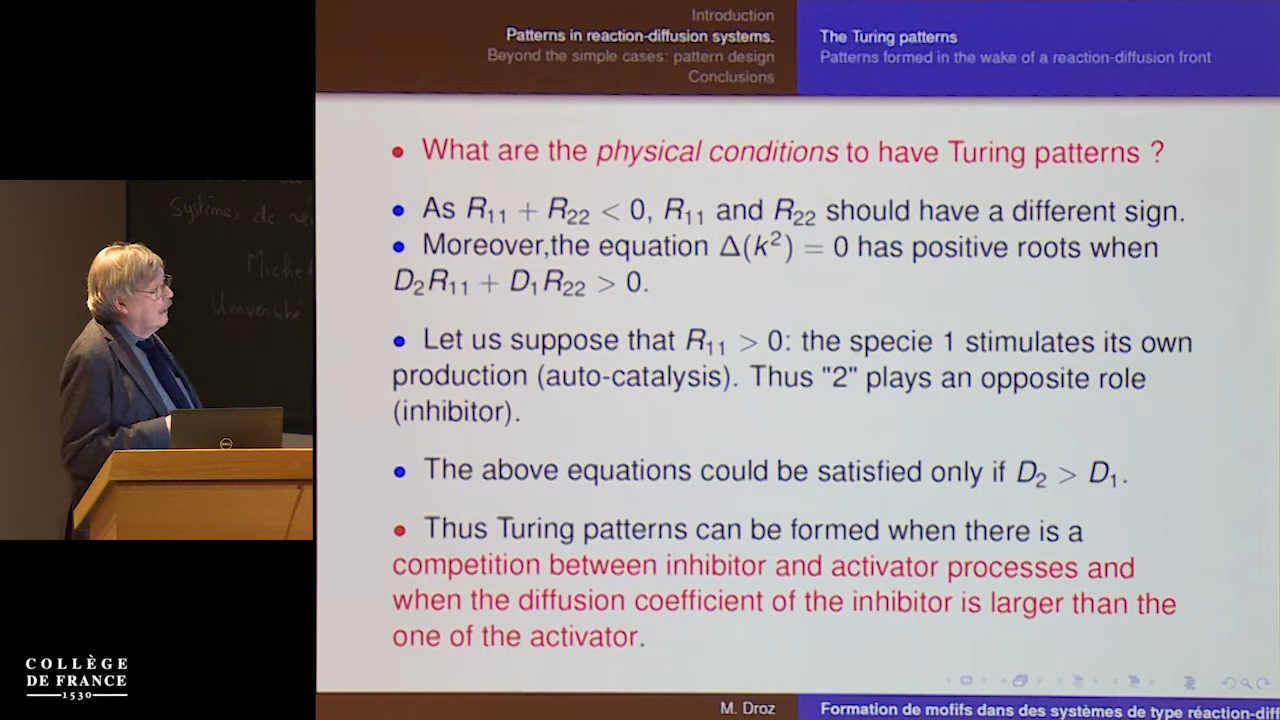 Introduction
Patterns in reaction-diffusion systems.
Beyond the simple cases: pattern design
Conclusions
The Turing patterns
Patterns formed in the wake of a reaction-diffusion front
• What are the physical conditions to have Turing patterns ?
• As R₁₁ + R₂₂ < 0, R₁₁ and R₂₂ should have a different sign.
• Moreover,the equation Δ(k²) = 0 has positive roots when
D₂R₁₁ + D₁R₂₂ > 0.
• Let us suppose that R₁₁ > 0: the specie 1 stimulates its own
production (auto-catalysis). Thus "2" plays an opposite role
(inhibitor).
• The above equations could be satisfied only if D₂ > D₁.
• Thus Turing patterns can be formed when there is a
competition between inhibitor and activator processes and
when the diffusion coefficient of the inhibitor is larger than the
one of the activator.
M. Droz
Formation de motifs dans des systèmes de type réaction-diff
Systèmes de
Miche
Université
DELL
COLLÈGE
DE FRANCE
1530